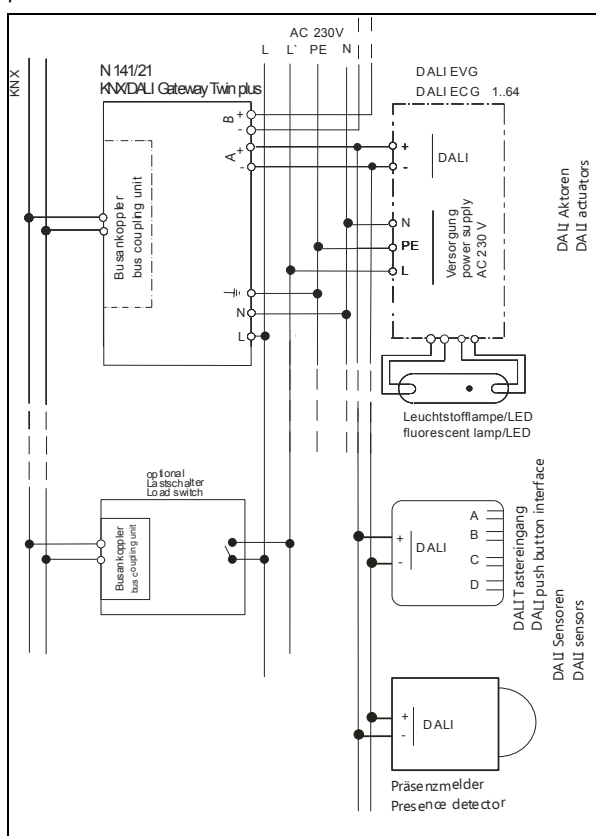 AC 230V
L L` PE N
KNX
N 141/21
KNX/DALI Gateway Twin plus
B + -
A + -
Busankoppler
bus coupling unit
N
L
DALI EVG
DALI ECG 1..64
+
-
DALI
N
PE
L
Versorgung
power supply
AC 230 V
DALI Aktoren
DALI actuators
Leuchtstofflampe/LED
fluorescent lamp/LED
optional
Lastschalter
Load switch
Busankoppler
bus coupling unit
+
-
DALI
A
B
C
D
DALI Tastereingang
DALI push button interface
DALI Sensoren
DALI sensors
+
-
DALI
Präsenzmelder
Presence detector